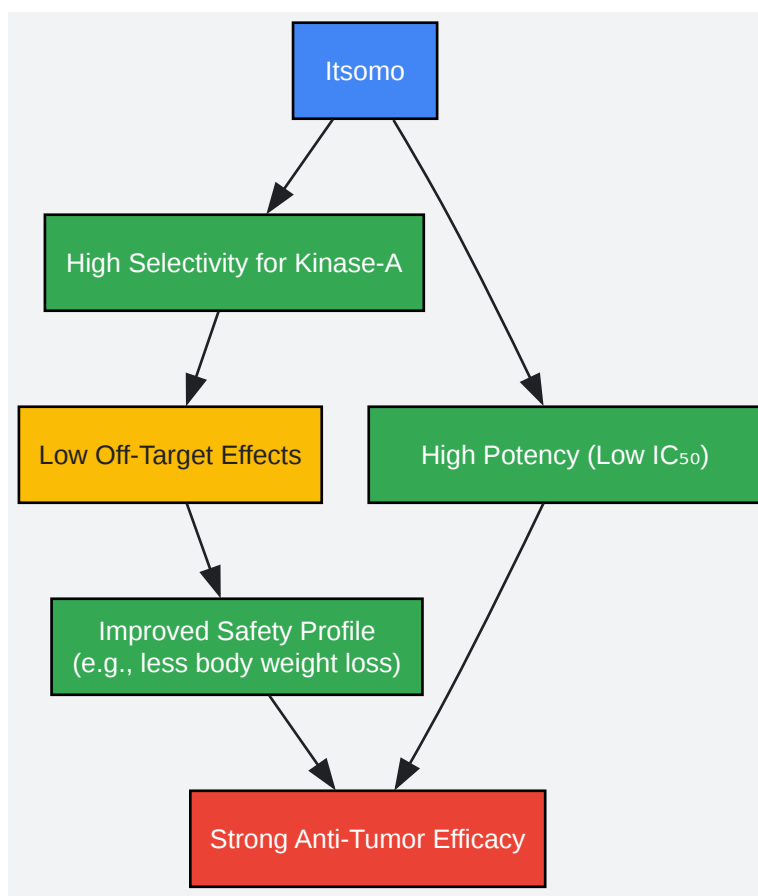 Itsomo
High Selectivity for Kinase-A
Low Off-Target Effects
High Potency (Low IC₅₀)
Improved Safety Profile
(e.g., less body weight loss)
Strong Anti-Tumor Efficacy